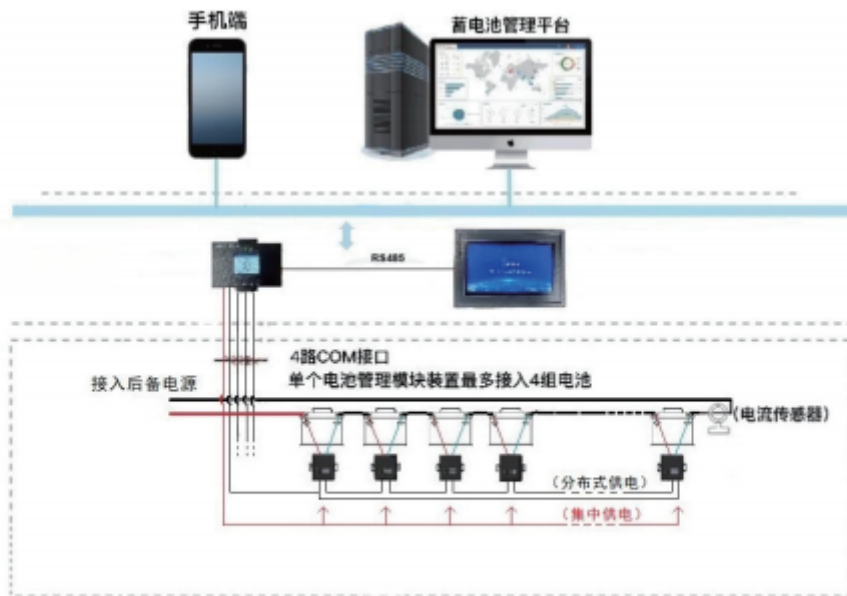 手机端
蓄电池管理平台
RS485
4路COM接口
接入后备电源
单个电池管理模块装置最多接入4组电池
(电流传感器)
(分布式供电)
(集中供电)